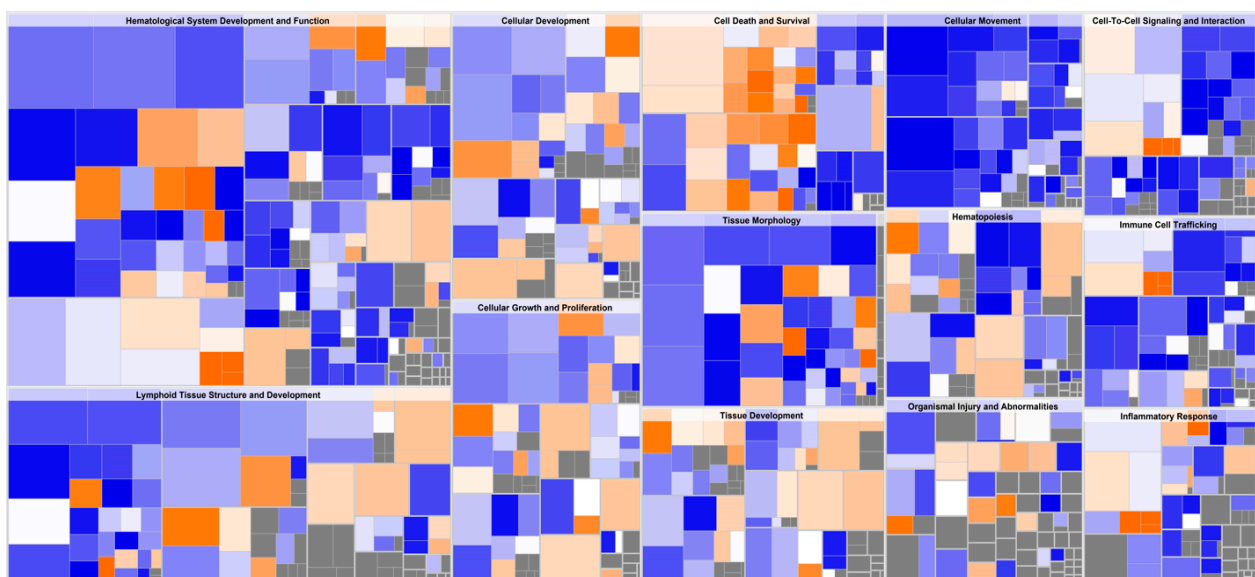 Hematological System Development and Function
Cellular Development
Cell Death and Survival
Cellular Movement
Cell-To-Cell Signaling and Interaction
Tissue Morphology
Hematopoiesis
Immune Cell Trafficking
Cellular Growth and Proliferation
Lymphoid Tissue Structure and Development
Tissue Development
Organismal Injury and Abnormalities
Inflammatory Response